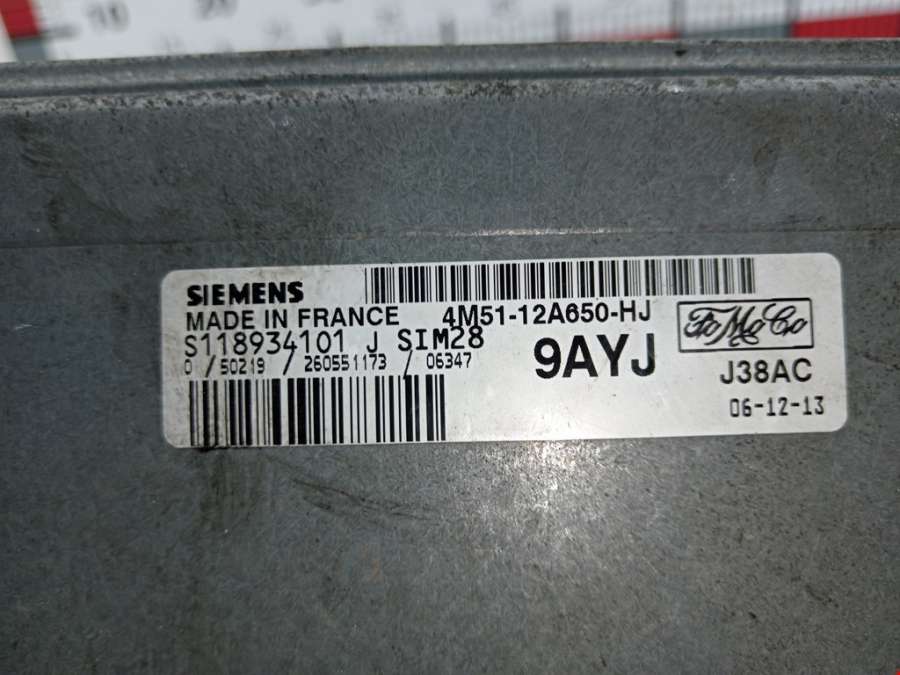 10
SIEMENS
MADE IN FRANCE 4M51-12A650-HJ
FoMoCo
S118934101 J SIM28
9AYJ
0 / 50219 / 260551173 / 06347
J38AC
06-12-13